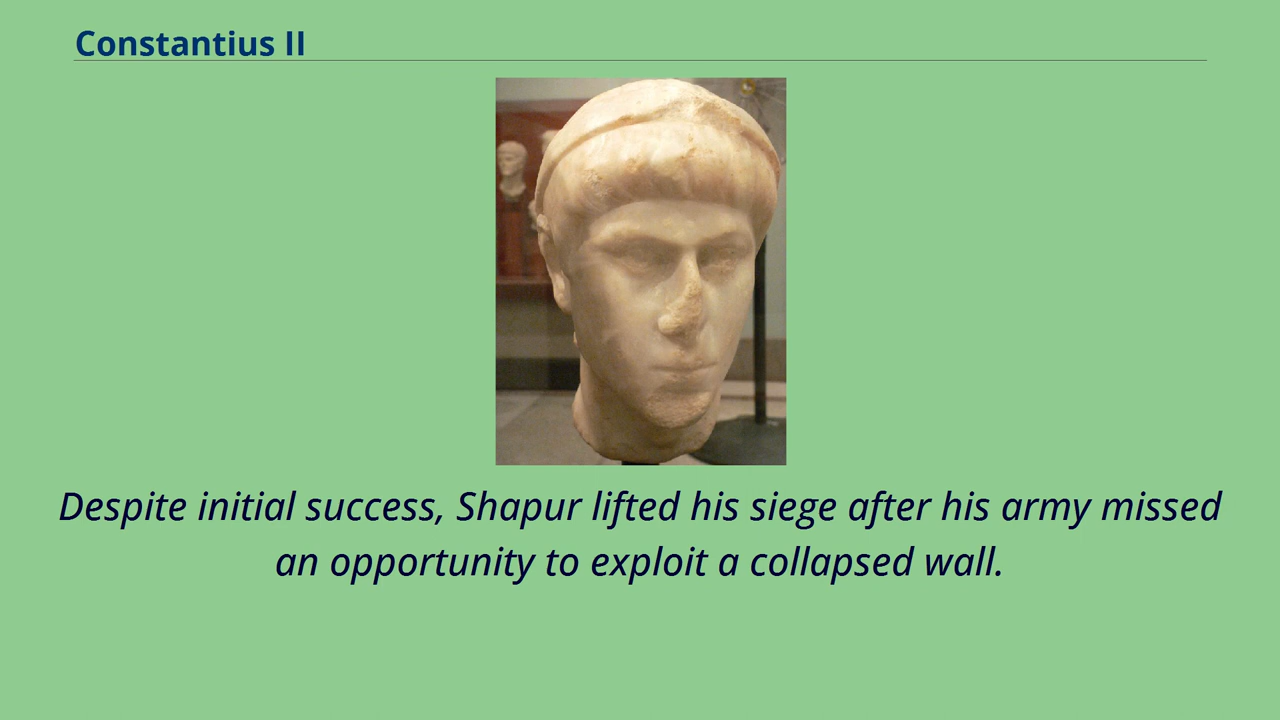 Constantius II
Despite initial success, Shapur lifted his siege after his army missed
an opportunity to exploit a collapsed wall.